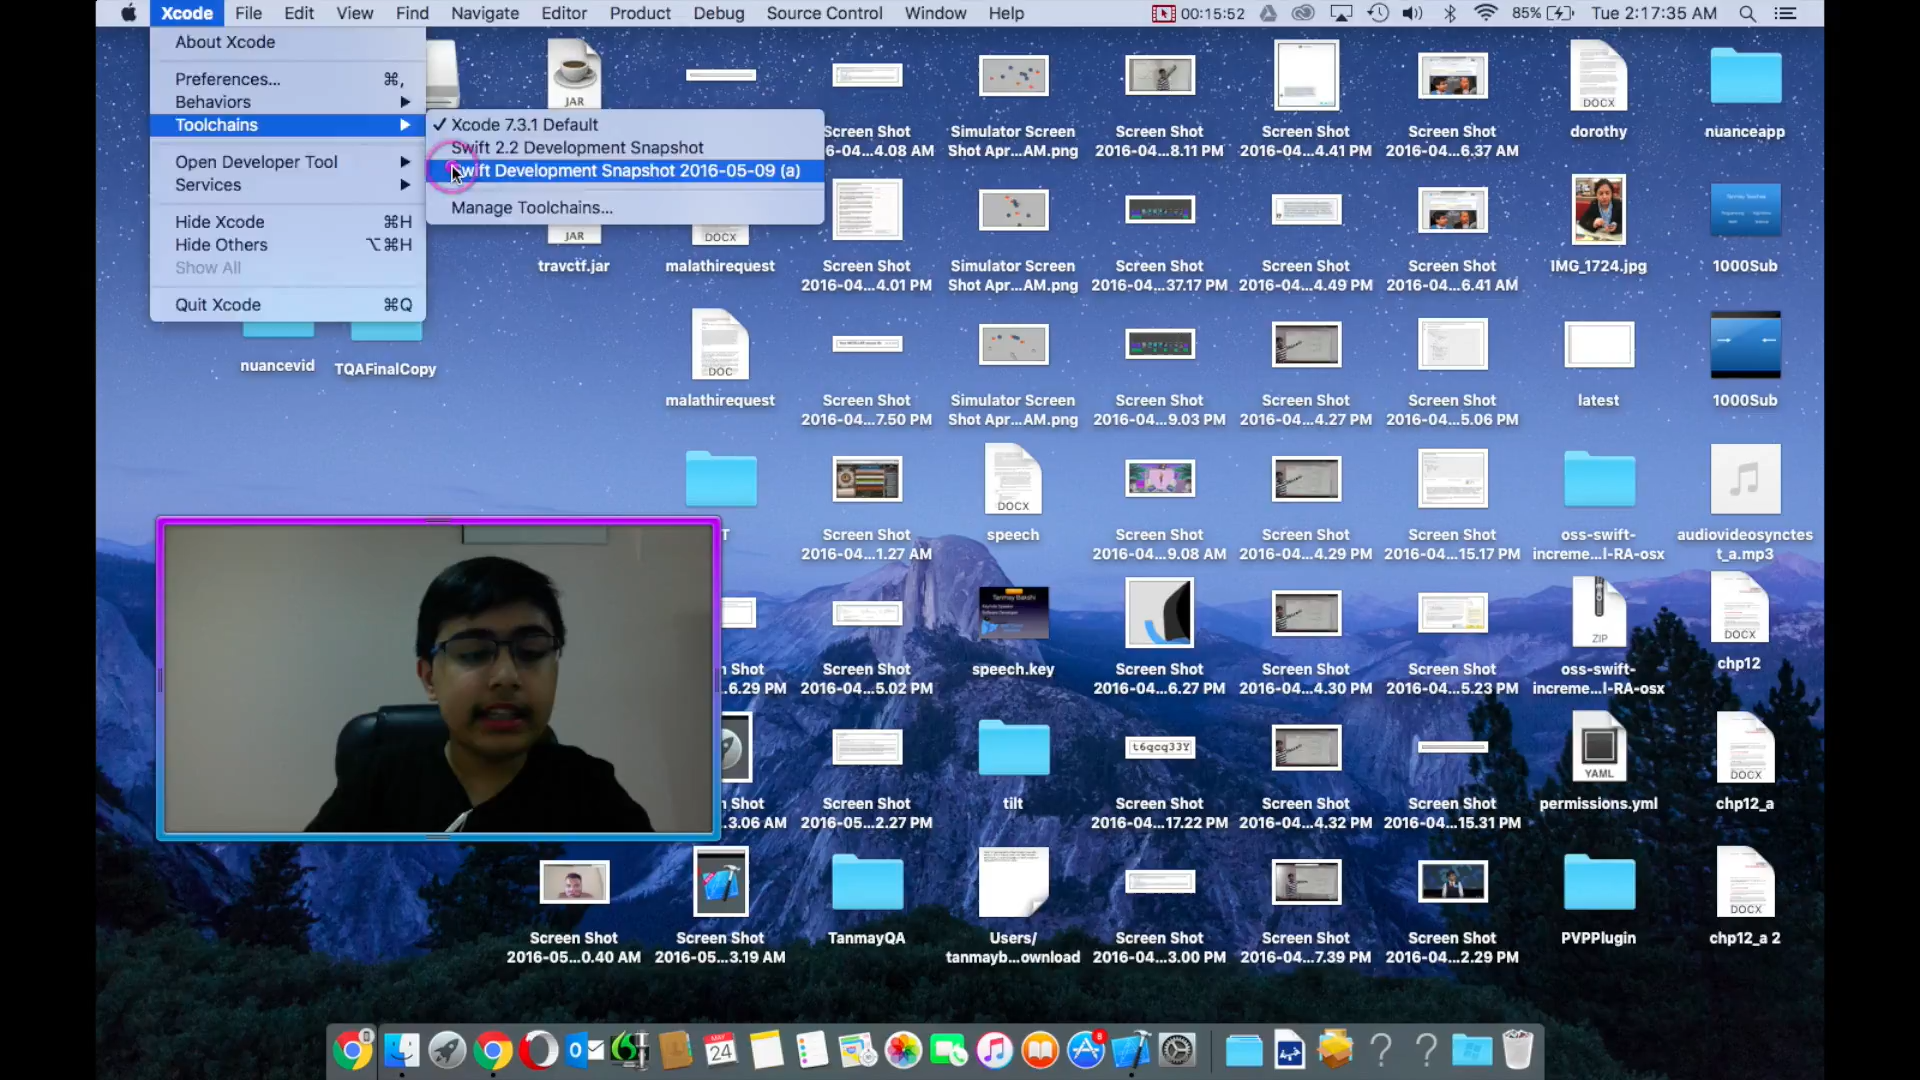 Xcode File Edit View Find Navigate Editor Product Debug Source Control Window Help 00:15:52 85% Tue 2:17:35 AM
About Xcode
Preferences... ⌘,
Behaviors
Toolchains
Open Developer Tool
Services
Hide Xcode ⌘H
Hide Others ⌥⌘H
Show All
Quit Xcode ⌘Q
✓ Xcode 7.3.1 Default
Swift 2.2 Development Snapshot
Swift Development Snapshot 2016-05-09 (a)
Manage Toolchains...
JAR
DOCX
Screen Shot
6-04...4.08 AM
Simulator Screen
Shot Apr...AM.png
Screen Shot
2016-04...8.11 PM
Screen Shot
2016-04...4.41 PM
Screen Shot
2016-04...6.37 AM
dorothy
nuanceapp
JAR
DOCX
travctf.jar
malathirequest
Screen Shot
2016-04...4.01 PM
Simulator Screen
Shot Apr...AM.png
Screen Shot
2016-04...37.17 PM
Screen Shot
2016-04...4.49 PM
Screen Shot
2016-04...6.41 AM
IMG_1724.jpg
1000Sub
nuancevid
TQAFinalCopy
DOC
malathirequest
Screen Shot
2016-04...7.50 PM
Simulator Screen
Shot Apr...AM.png
Screen Shot
2016-04...9.03 PM
Screen Shot
2016-04...4.27 PM
Screen Shot
2016-04...5.06 PM
latest
1000Sub
DOCX
T
Screen Shot
2016-04...1.27 AM
speech
Screen Shot
2016-04...9.08 AM
Screen Shot
2016-04...4.29 PM
Screen Shot
2016-04...15.17 PM
oss-swift-
increme...l-RA-osx
audiovideosynctes
t_a.mp3
Tanmay Bakshi
ZIP
DOCX
Shot
.6.29 PM
Screen Shot
2016-04...5.02 PM
speech.key
Screen Shot
2016-04...6.27 PM
Screen Shot
2016-04...4.30 PM
Screen Shot
2016-04...5.23 PM
oss-swift-
increme...l-RA-osx
chp12
t6qcq33Y
YAML
DOCX
Shot
.3.06 AM
Screen Shot
2016-05...2.27 PM
tilt
Screen Shot
2016-04...17.22 PM
Screen Shot
2016-04...4.32 PM
Screen Shot
2016-04...15.31 PM
permissions.yml
chp12_a
DOCX
Screen Shot
2016-05...0.40 AM
Screen Shot
2016-05...3.19 AM
TanmayQA
Users/
tanmayb...ownload
Screen Shot
2016-04...3.00 PM
Screen Shot
2016-04...7.39 PM
Screen Shot
2016-04...2.29 PM
PVPPlugin
chp12_a 2
MAY
24
8